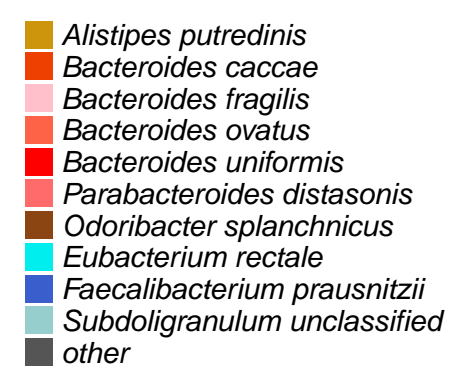 Alistipes putredinis
Bacteroides caccae
Bacteroides fragilis
Bacteroides ovatus
Bacteroides uniformis
Parabacteroides distasonis
Odoribacter splanchnicus
Eubacterium rectale
Faecalibacterium prausnitzii
Subdoligranulum unclassified
other